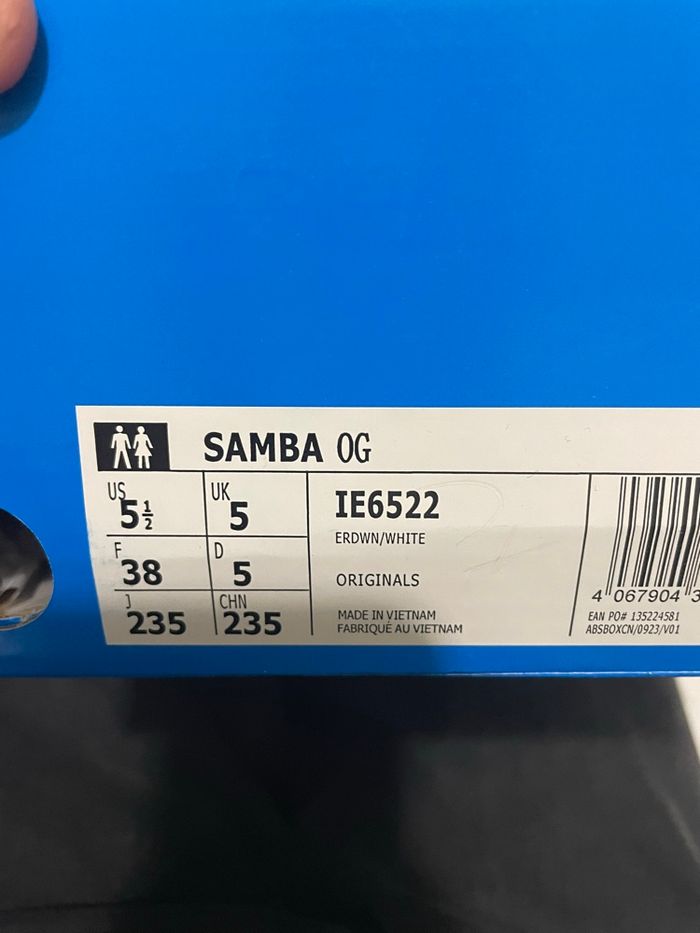 SAMBA OG
US 5½ UK 5
F 38 D 5
J 235 CHN 235
IE6522
ERDWN/WHITE
ORIGINALS
MADE IN VIETNAM
FABRIQUÉ AU VIETNAM
4 067904 3
EAN PO# 135224581
ABSBOXCN/0923/V01